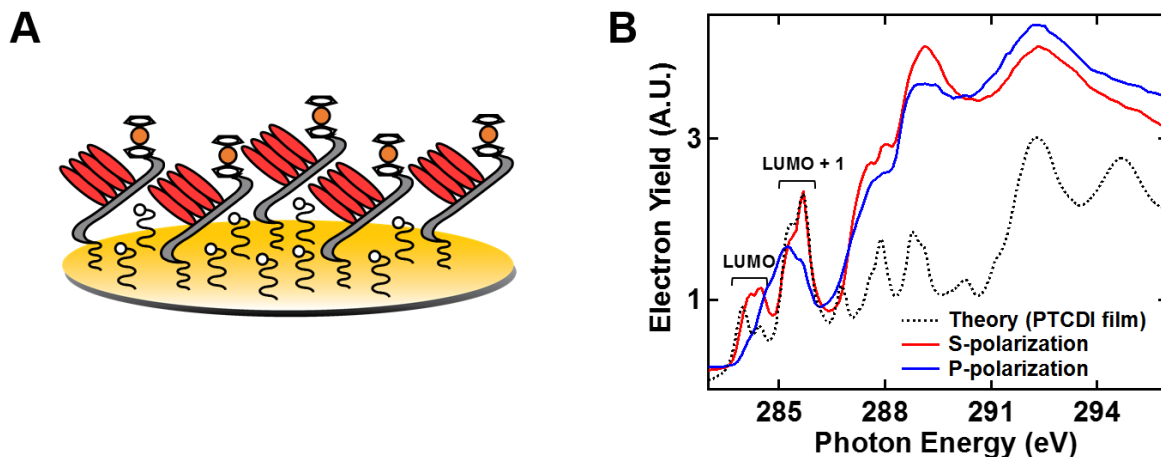 A
B
Electron Yield (A.U.)
3
1
LUMO
LUMO + 1
Theory (PTCDI film)
S-polarization
P-polarization
285
288
291
294
Photon Energy (eV)